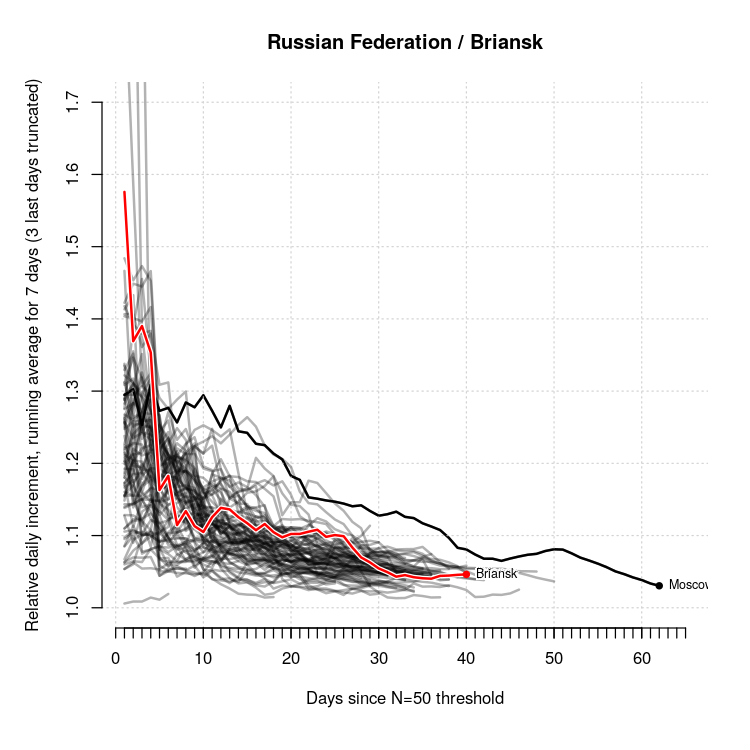 Russian Federation / Briansk
Relative daily increment, running average for 7 days (3 last days truncated)
1.7
1.6
1.5
1.4
1.3
1.2
1.1
1.0
Briansk
Moscov
0 10 20 30 40 50 60
Days since N=50 threshold